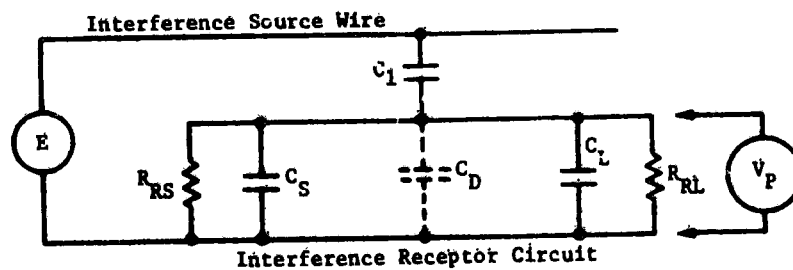 Interference Source Wire
C1
E
RRS
CS
CD
CL
RRL
VP
Interference Receptor Circuit